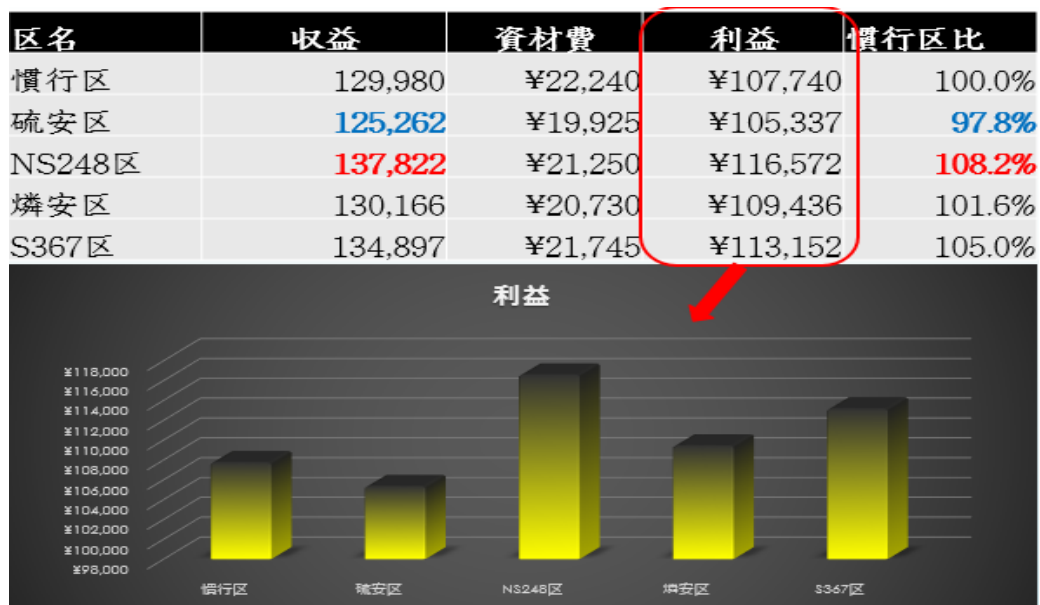 区名 収益 資材費 利益 慣行区比
慣行区 129,980 ¥22,240 ¥107,740 100.0%
硫安区 125,262 ¥19,925 ¥105,337 97.8%
NS248区 137,822 ¥21,250 ¥116,572 108.2%
燐安区 130,166 ¥20,730 ¥109,436 101.6%
S367区 134,897 ¥21,745 ¥113,152 105.0%
利益
¥118,000
¥116,000
¥114,000
¥112,000
¥110,000
¥108,000
¥106,000
¥104,000
¥102,000
¥100,000
¥98,000
慣行区 硫安区 NS248区 燐安区 S367区